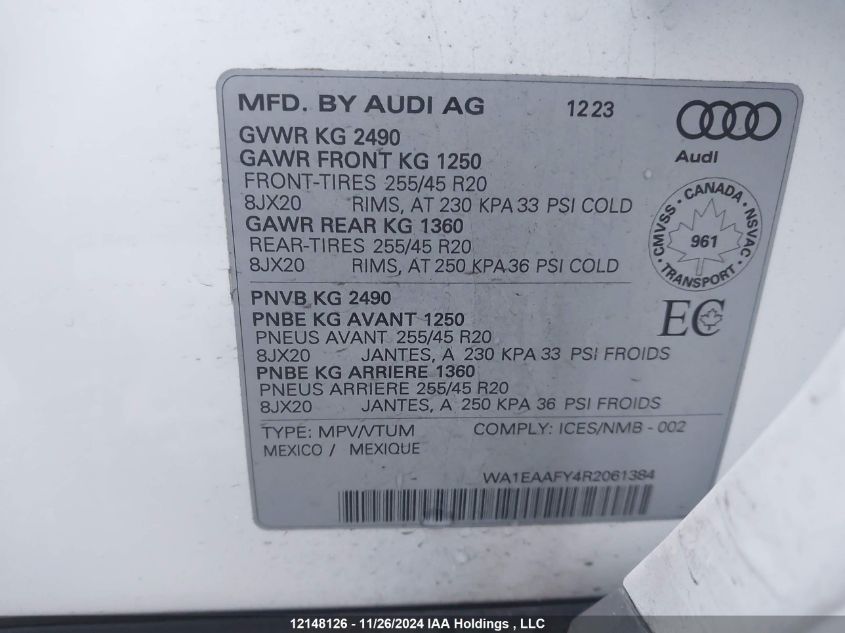 MFD. BY AUDI AG 1223
Audi
GVWR KG 2490
GAWR FRONT KG 1250
FRONT-TIRES 255/45 R20
8JX20 RIMS, AT 230 KPA 33 PSI COLD
GAWR REAR KG 1360
REAR-TIRES 255/45 R20
8JX20 RIMS, AT 250 KPA 36 PSI COLD
CMVSS · CANADA · NSVAC · TRANSPORT ·
961
PNVB KG 2490
PNBE KG AVANT 1250
PNEUS AVANT 255/45 R20
8JX20 JANTES, A 230 KPA 33 PSI FROIDS
PNBE KG ARRIERE 1360
PNEUS ARRIERE 255/45 R20
8JX20 JANTES, A 250 KPA 36 PSI FROIDS
EC
TYPE: MPV/VTUM COMPLY: ICES/NMB - 002
MEXICO / MEXIQUE
WA1EAAFY4R2061384
12148126 - 11/26/2024 IAA Holdings , LLC